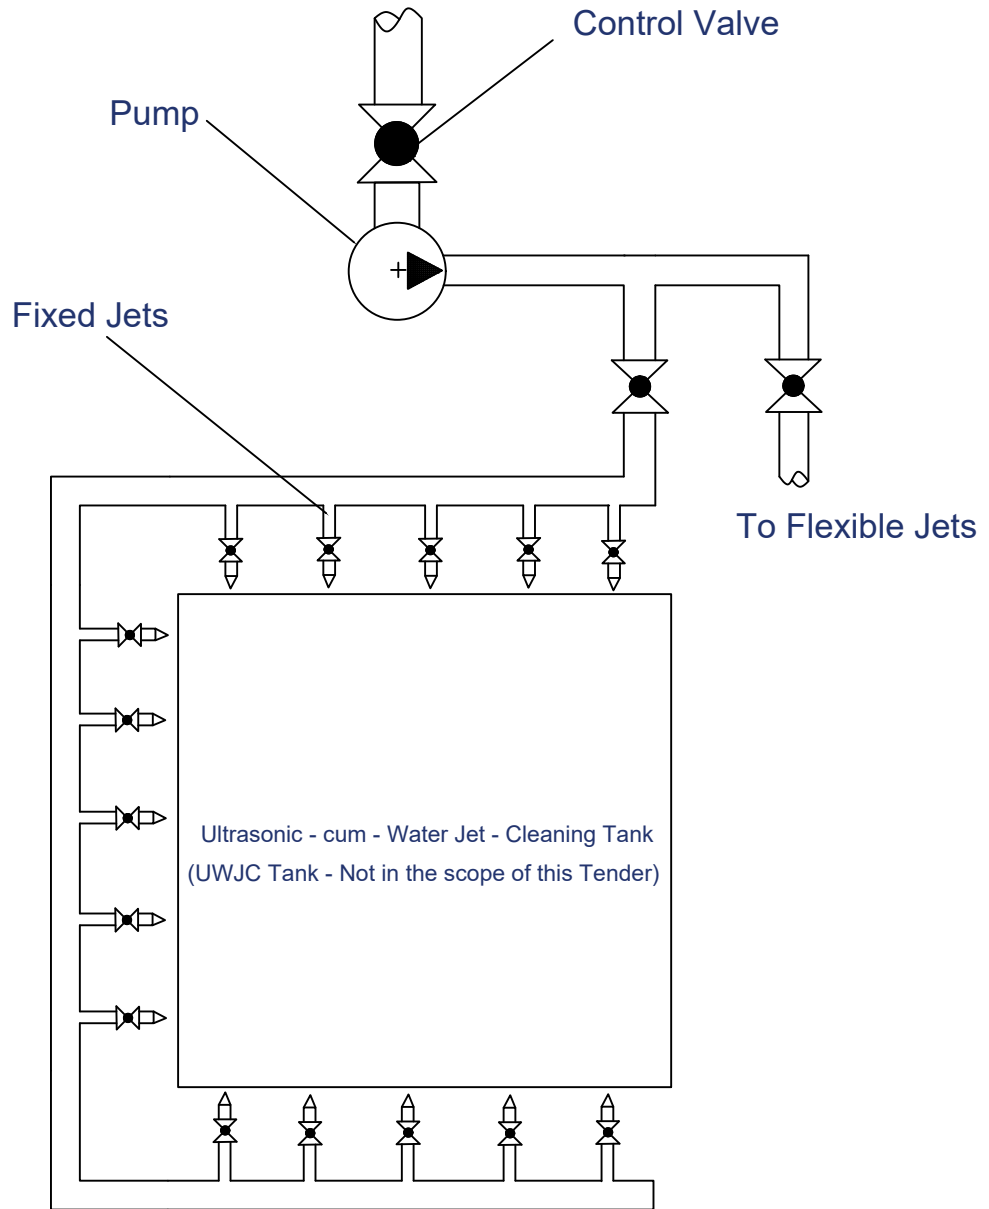 Control Valve
Pump
Fixed Jets
To Flexible Jets
Ultrasonic - cum - Water Jet - Cleaning Tank
(UWJC Tank - Not in the scope of this Tender)